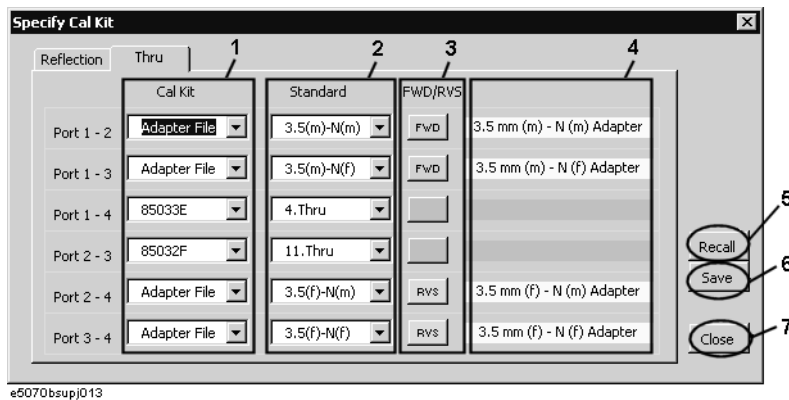 Specify Cal Kit
Reflection Thru 1 2 3 4
Cal Kit Standard FWD/RVS
Port 1 - 2 Adapter File 3.5(m)-N(m) FWD 3.5 mm (m) - N (m) Adapter
Port 1 - 3 Adapter File 3.5(m)-N(f) FWD 3.5 mm (m) - N (f) Adapter
Port 1 - 4 85033E 4.Thru
5
Port 2 - 3 85032F 11.Thru Recall
6
Port 2 - 4 Adapter File 3.5(f)-N(m) RVS 3.5 mm (f) - N (m) Adapter Save
Port 3 - 4 Adapter File 3.5(f)-N(f) RVS 3.5 mm (f) - N (f) Adapter Close 7
e5070bsupj013